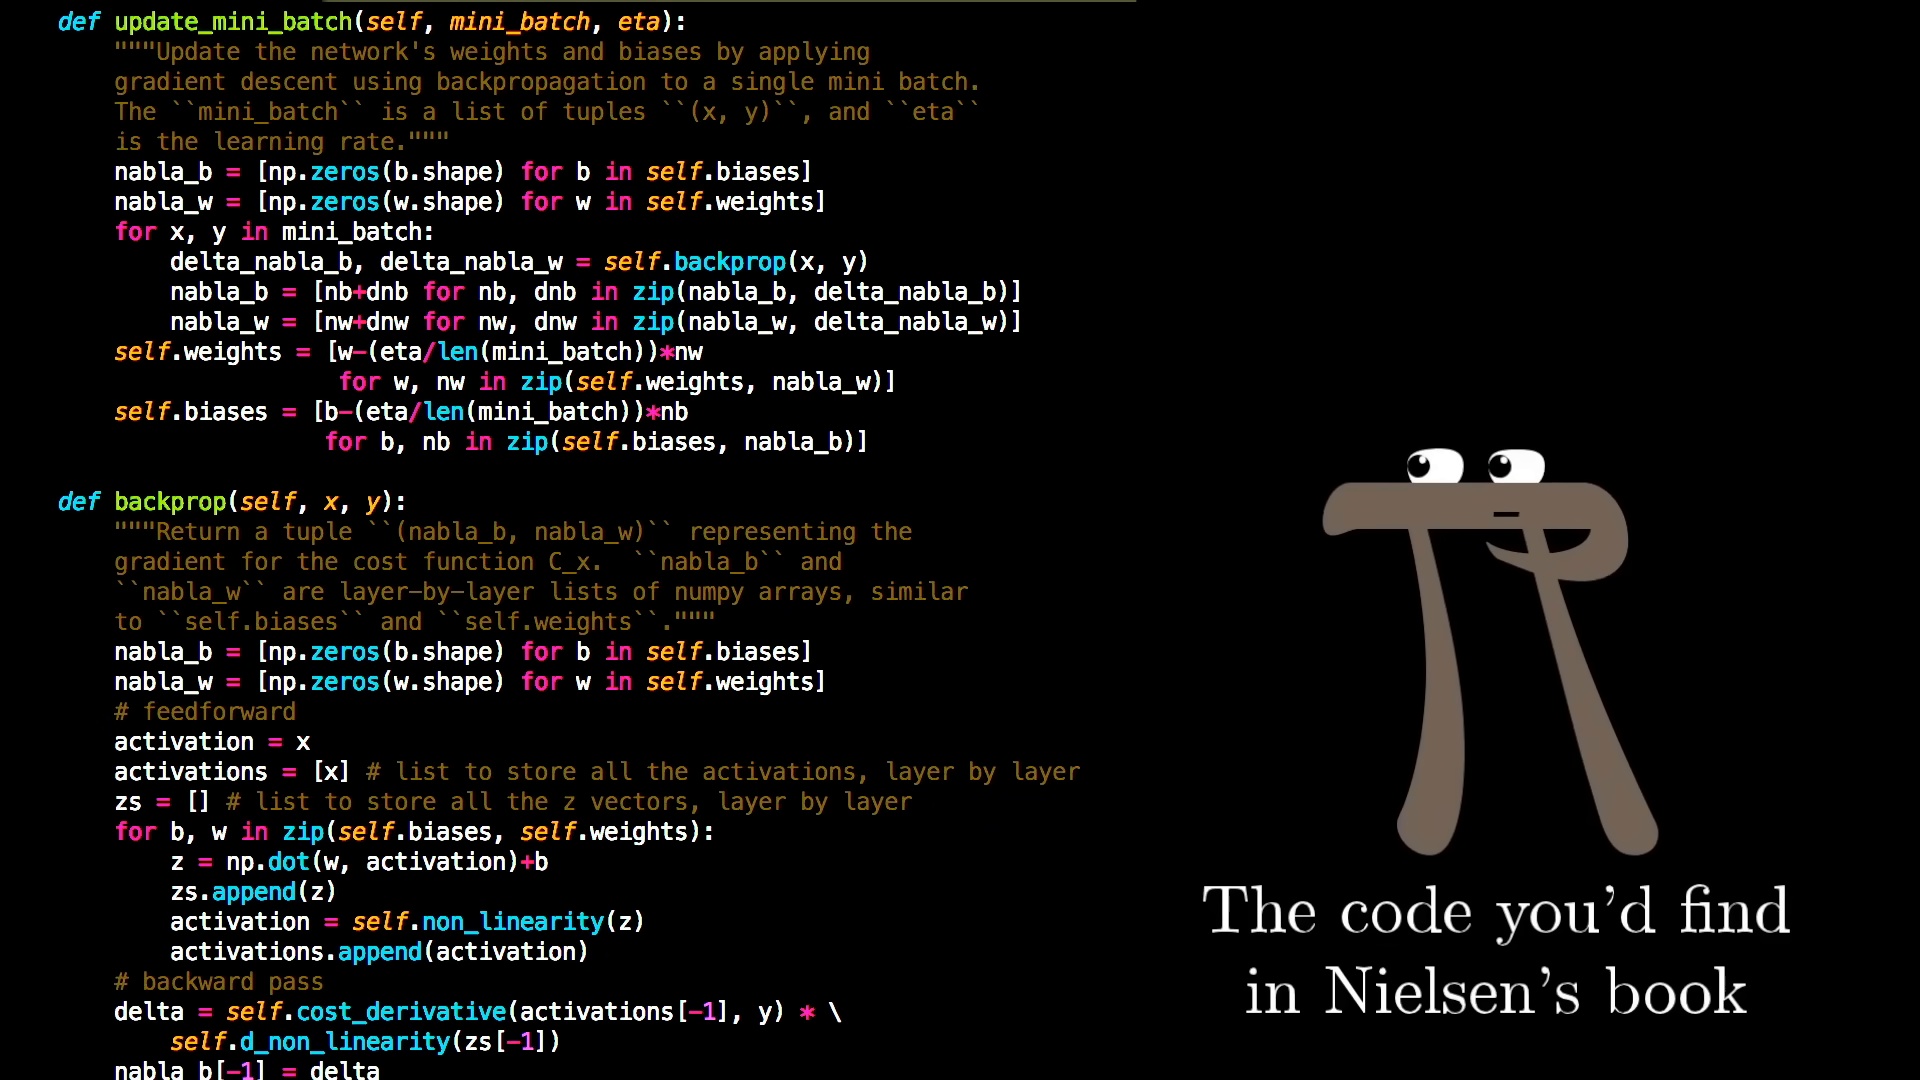 def update_mini_batch(self, mini_batch, eta):
    """Update the network's weights and biases by applying
    gradient descent using backpropagation to a single mini batch.
    The ``mini_batch`` is a list of tuples ``(x, y)``, and ``eta``
    is the learning rate."""
    nabla_b = [np.zeros(b.shape) for b in self.biases]
    nabla_w = [np.zeros(w.shape) for w in self.weights]
    for x, y in mini_batch:
        delta_nabla_b, delta_nabla_w = self.backprop(x, y)
        nabla_b = [nb+dnb for nb, dnb in zip(nabla_b, delta_nabla_b)]
        nabla_w = [nw+dnw for nw, dnw in zip(nabla_w, delta_nabla_w)]
    self.weights = [w-(eta/len(mini_batch))*nw
                    for w, nw in zip(self.weights, nabla_w)]
    self.biases = [b-(eta/len(mini_batch))*nb
                   for b, nb in zip(self.biases, nabla_b)]

def backprop(self, x, y):
    """Return a tuple ``(nabla_b, nabla_w)`` representing the
    gradient for the cost function C_x.  ``nabla_b`` and
    ``nabla_w`` are layer-by-layer lists of numpy arrays, similar
    to ``self.biases`` and ``self.weights``."""
    nabla_b = [np.zeros(b.shape) for b in self.biases]
    nabla_w = [np.zeros(w.shape) for w in self.weights]
    # feedforward
    activation = x
    activations = [x] # list to store all the activations, layer by layer
    zs = [] # list to store all the z vectors, layer by layer
    for b, w in zip(self.biases, self.weights):
        z = np.dot(w, activation)+b
        zs.append(z)
        activation = self.non_linearity(z)
        activations.append(activation)
    # backward pass
    delta = self.cost_derivative(activations[-1], y) * \
        self.d_non_linearity(zs[-1])
    nabla_b[-1] = delta
The code you'd find
in Nielsen's book